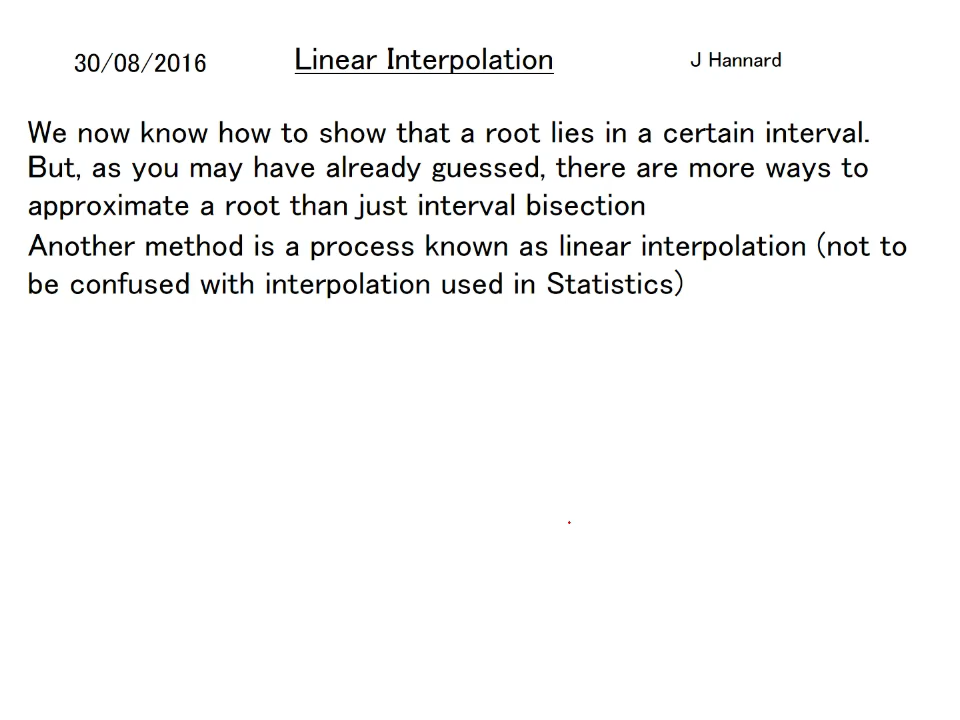 30/08/2016 Linear Interpolation J Hannard
We now know how to show that a root lies in a certain interval.
But, as you may have already guessed, there are more ways to
approximate a root than just interval bisection
Another method is a process known as linear interpolation (not to
be confused with interpolation used in Statistics)